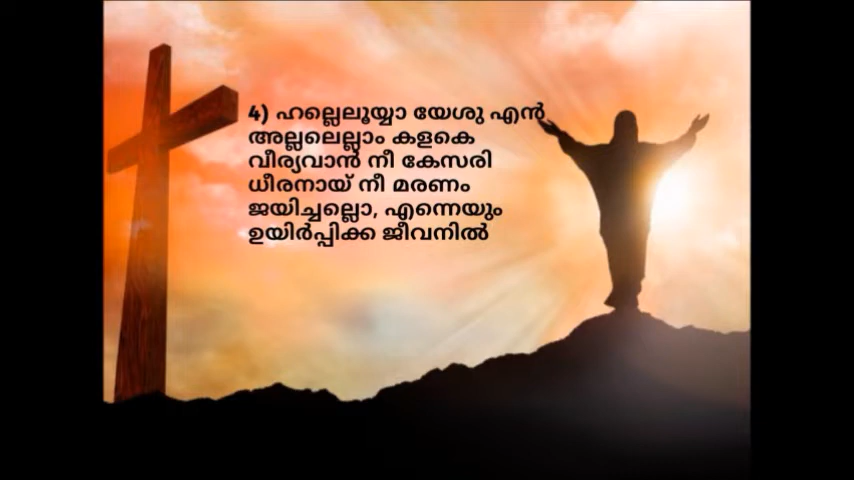 4) ഹല്ലെലൂയ്യാ യേശു എൻ
അല്ലലെല്ലാം കളകെ
വീര്യവാൻ നീ കേസരി
ധീരനായ് നീ മരണം
ജയിച്ചല്ലൊ, എന്നെയും
ഉയിർപ്പിക്ക ജീവനിൽ